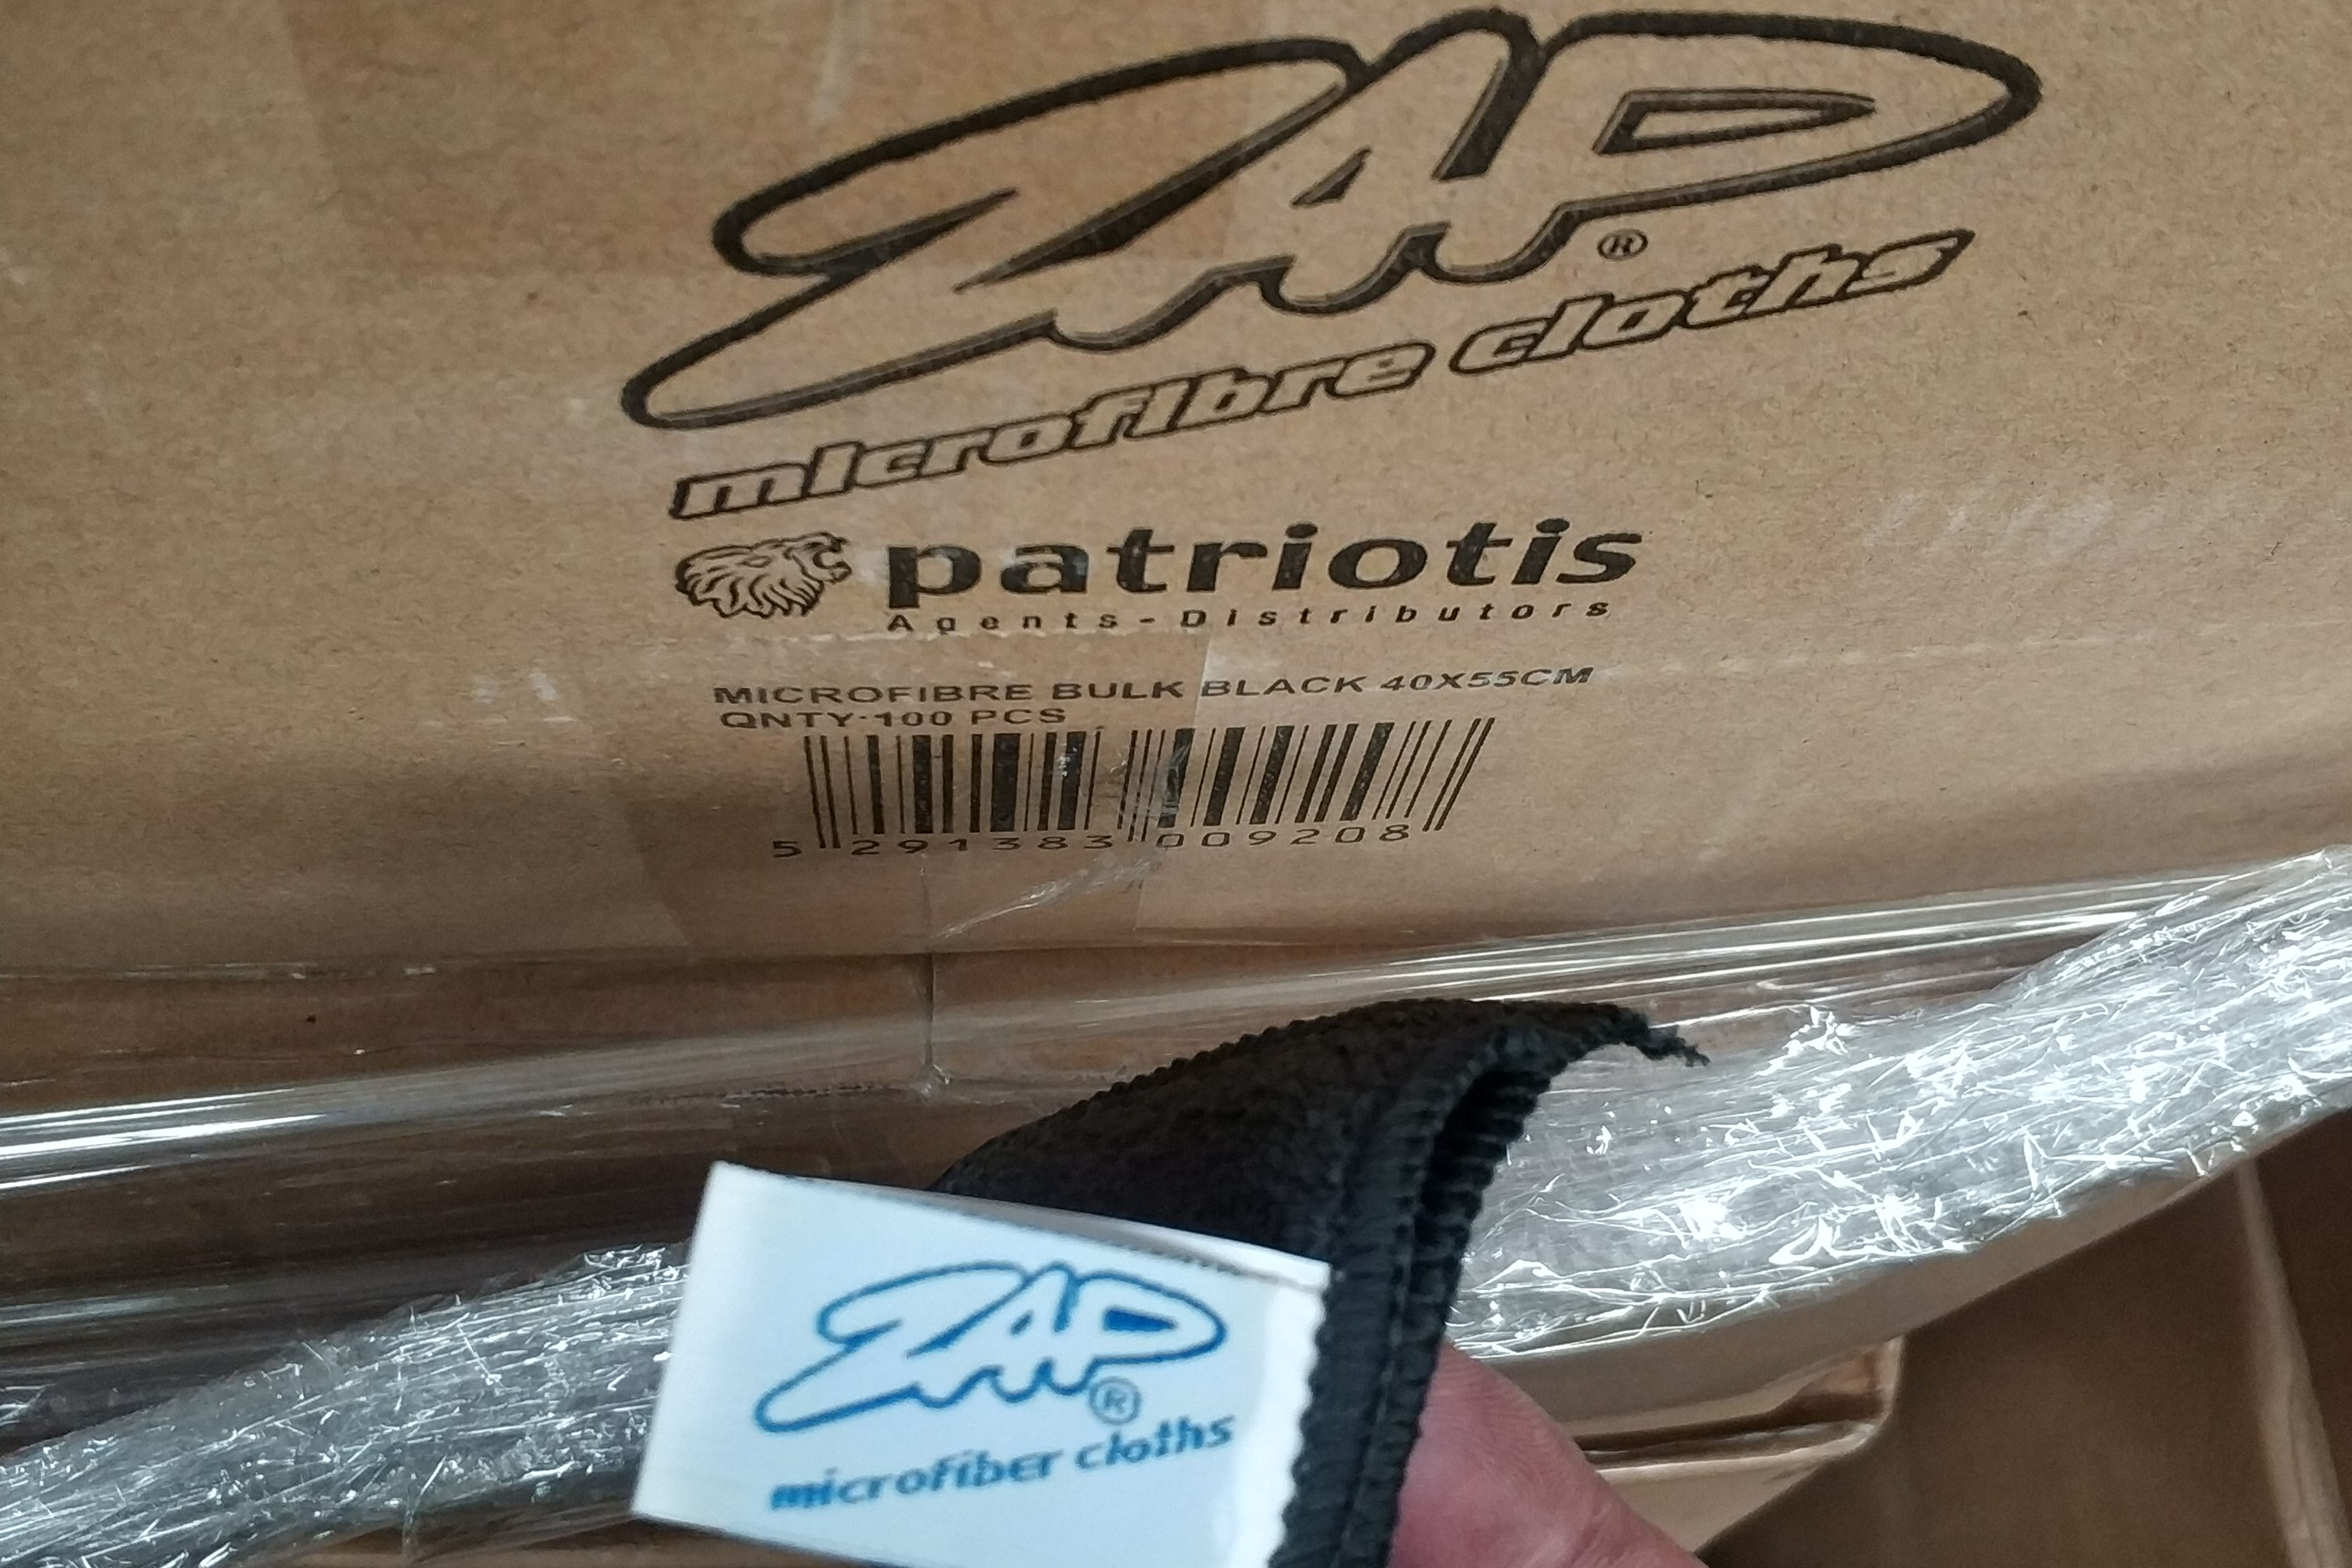 ZAP®
microfibre cloths
patriotis
Agents-Distributors
MICROFIBRE BULK BLACK 40X55CM
QNTY:100 PCS
5 291383 009208
ZAP®
microfiber cloths